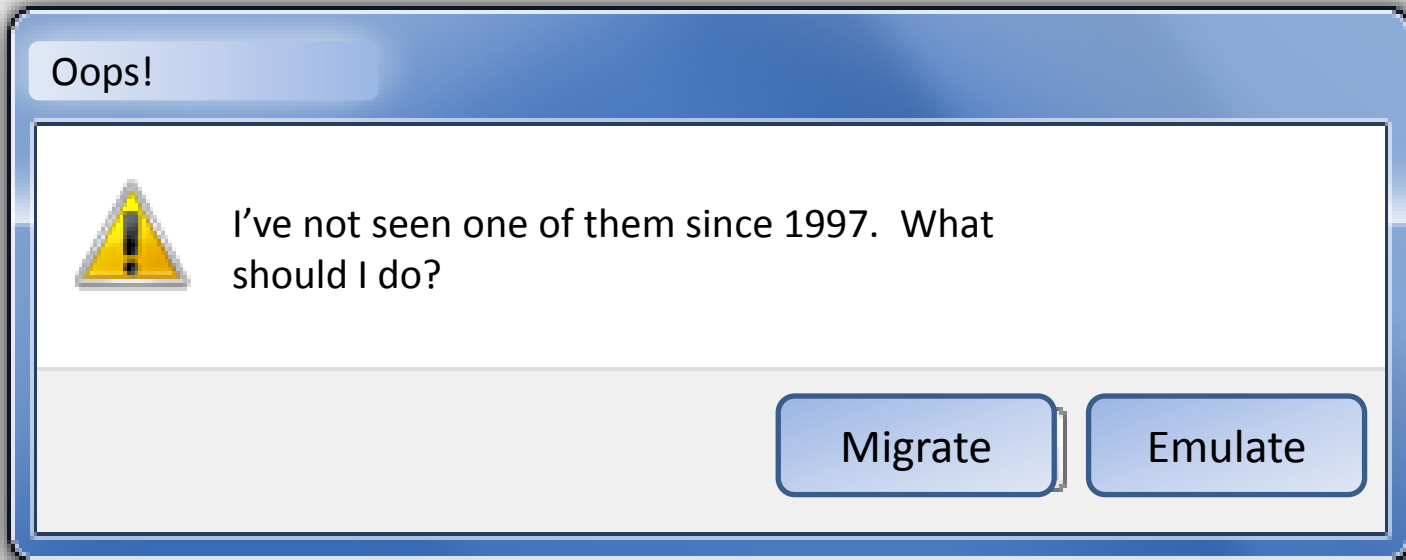 Oops!
I’ve not seen one of them since 1997.  What
should I do?
Migrate
Emulate